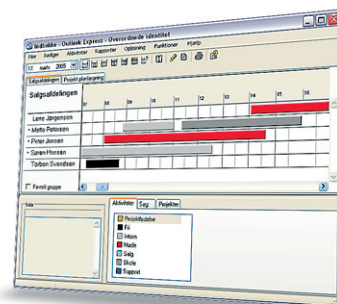 Indbakke - Outlook Express - Overordnede identitet
Filer Rediger Aktiviteter Rapporter Opløsning Funktioner Hjælp
marts 2005
Salgsafdelingen Projekt planlægning
Salgsafdelingen
07 08 09 10 11 12 13 14 15 16
Lene Jørgensen
+ Mette Petersen
+ Peter Jensen
+ Søren Hansen
Torben Svendsen
Favorit gruppe
Aktiviteter Søg Projekter
Projektledelse
Fri
Intern
Møde
Salg
Skole
Support